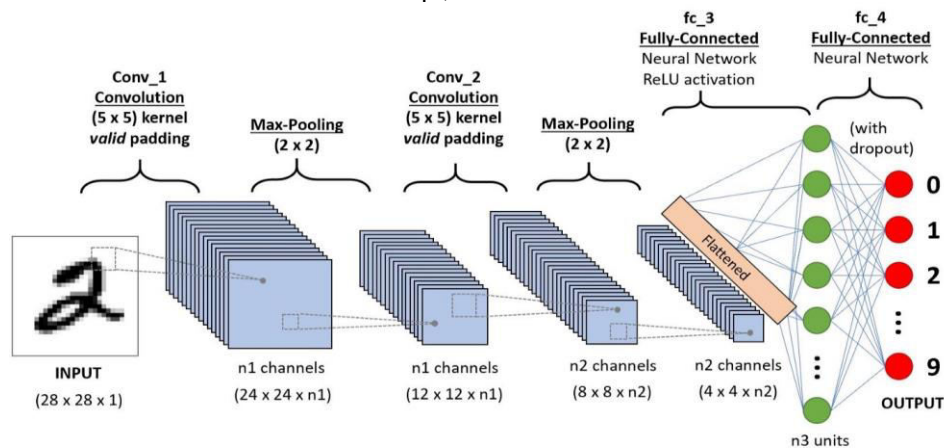 fc_3
Fully-Connected
Neural Network
ReLU activation
fc_4
Fully-Connected
Neural Network
Conv_1
Convolution
(5 x 5) kernel
valid padding
Max-Pooling
(2 x 2)
Conv_2
Convolution
(5 x 5) kernel
valid padding
Max-Pooling
(2 x 2)
(with
dropout)
Flattened
0
1
2
⋮
9
INPUT
(28 x 28 x 1)
n1 channels
(24 x 24 x n1)
n1 channels
(12 x 12 x n1)
n2 channels
(8 x 8 x n2)
n2 channels
(4 x 4 x n2)
OUTPUT
n3 units